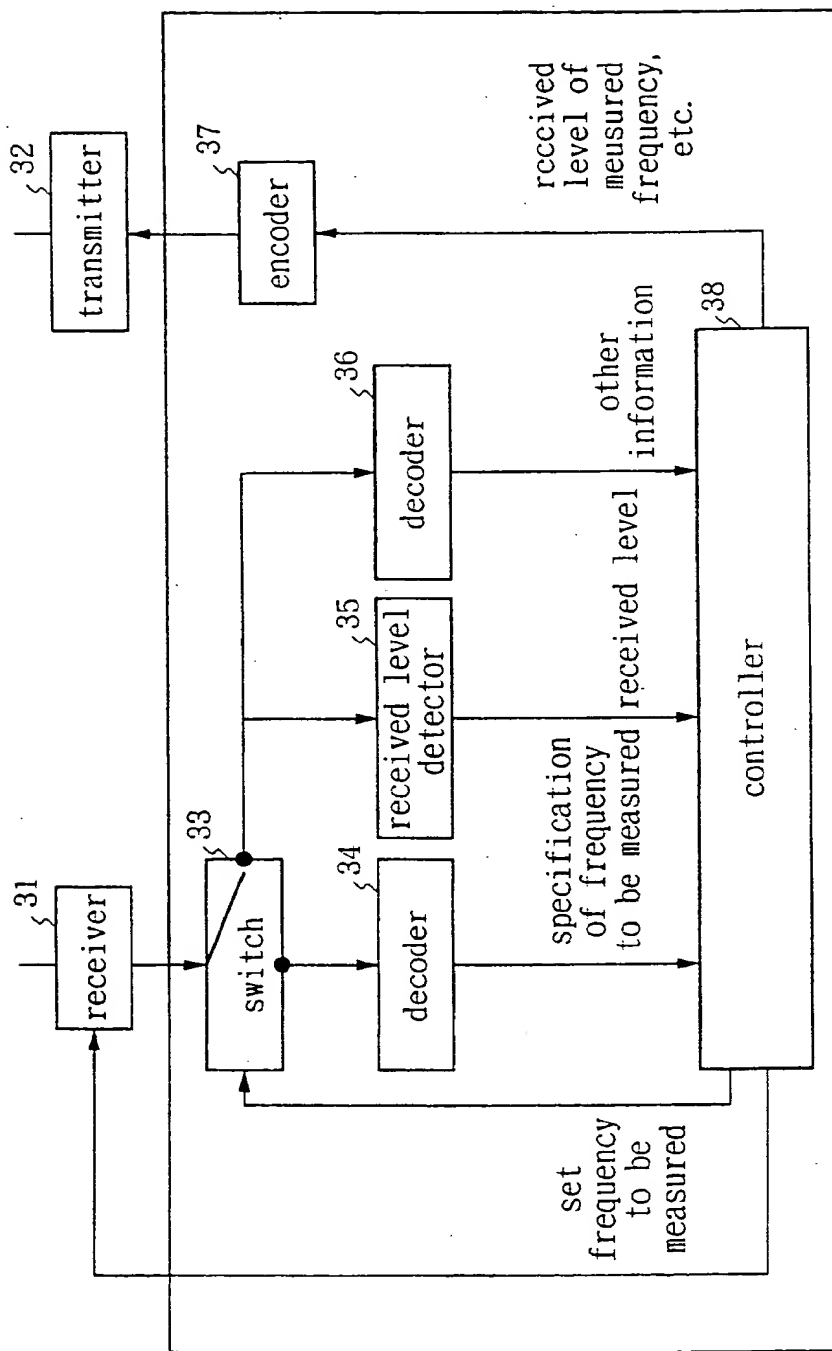 31
receiver
32
transmitter
33
switch
37
encoder
34
decoder
35
received level
detector
36
decoder
set
frequency
to be
measured
specification
of frequency
to be measured
received level
other
information
rcccived
level of
meusured
frequency,
etc.
38
controller